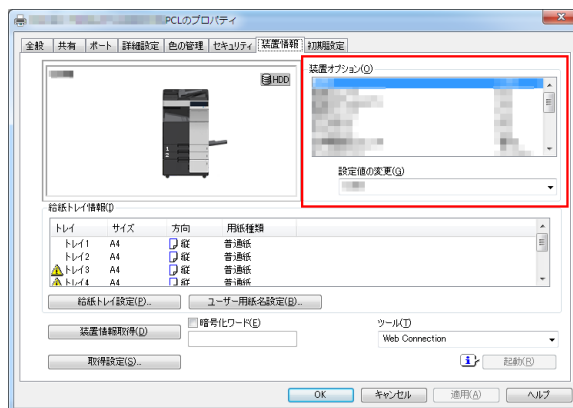 PCLのプロパティ
全般 共有 ポート 詳細設定 色の管理 セキュリティ 装置情報 初期設定
HDD
装置オプション(O)
設定値の変更(G)
給紙トレイ情報(I)
トレイ サイズ 方向 用紙種類
トレイ1 A4 縦 普通紙
トレイ2 A4 縦 普通紙
トレイ3 A4 縦 普通紙
トレイ4 A4 縦 普通紙
給紙トレイ設定(P)... ユーザー用紙名設定(B)...
装置情報取得(D) 暗号化ワード(E) ツール(T)
Web Connection
取得設定(S)... 起動(R)
OK キャンセル 適用(A) ヘルプ